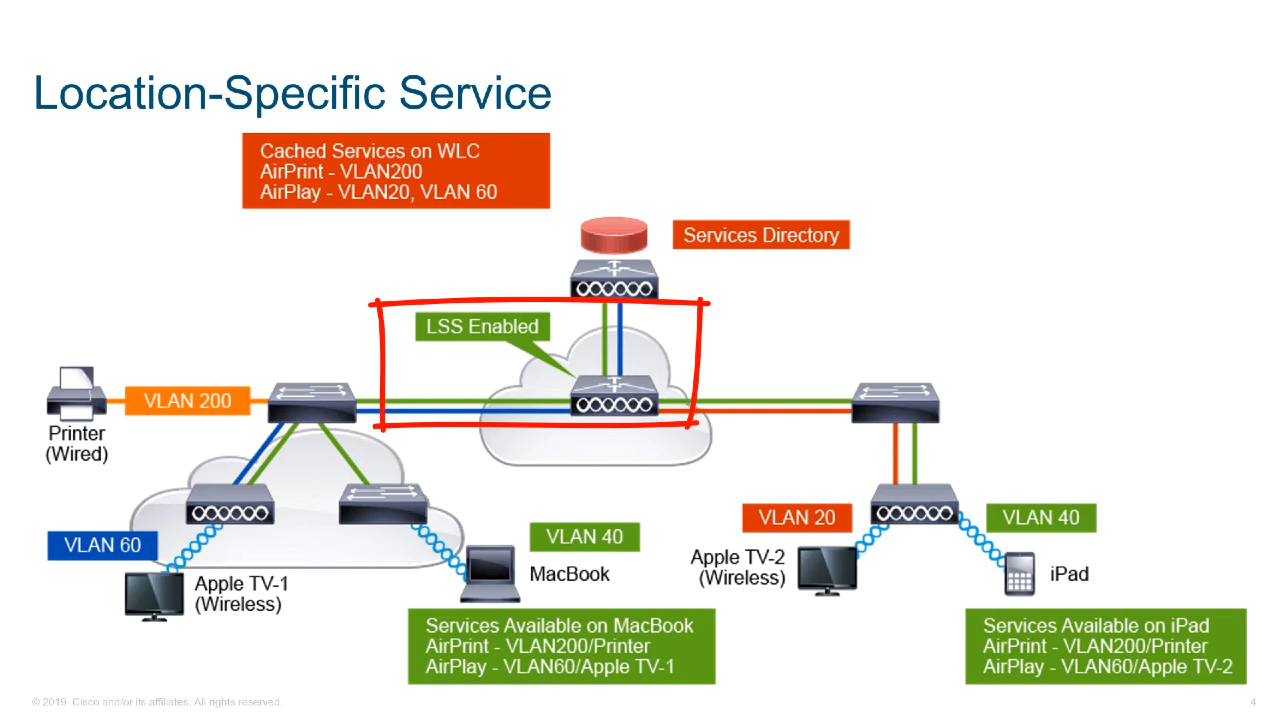 Location-Specific Service
Cached Services on WLC
AirPrint - VLAN200
AirPlay - VLAN20, VLAN 60
Services Directory
LSS Enabled
VLAN 200
Printer
(Wired)
VLAN 60
Apple TV-1
(Wireless)
VLAN 40
MacBook
Services Available on MacBook
AirPrint - VLAN200/Printer
AirPlay - VLAN60/Apple TV-1
VLAN 20
Apple TV-2
(Wireless)
VLAN 40
iPad
Services Available on iPad
AirPrint - VLAN200/Printer
AirPlay - VLAN60/Apple TV-2
© 2019 Cisco and/or its affiliates, All rights reserved.
4